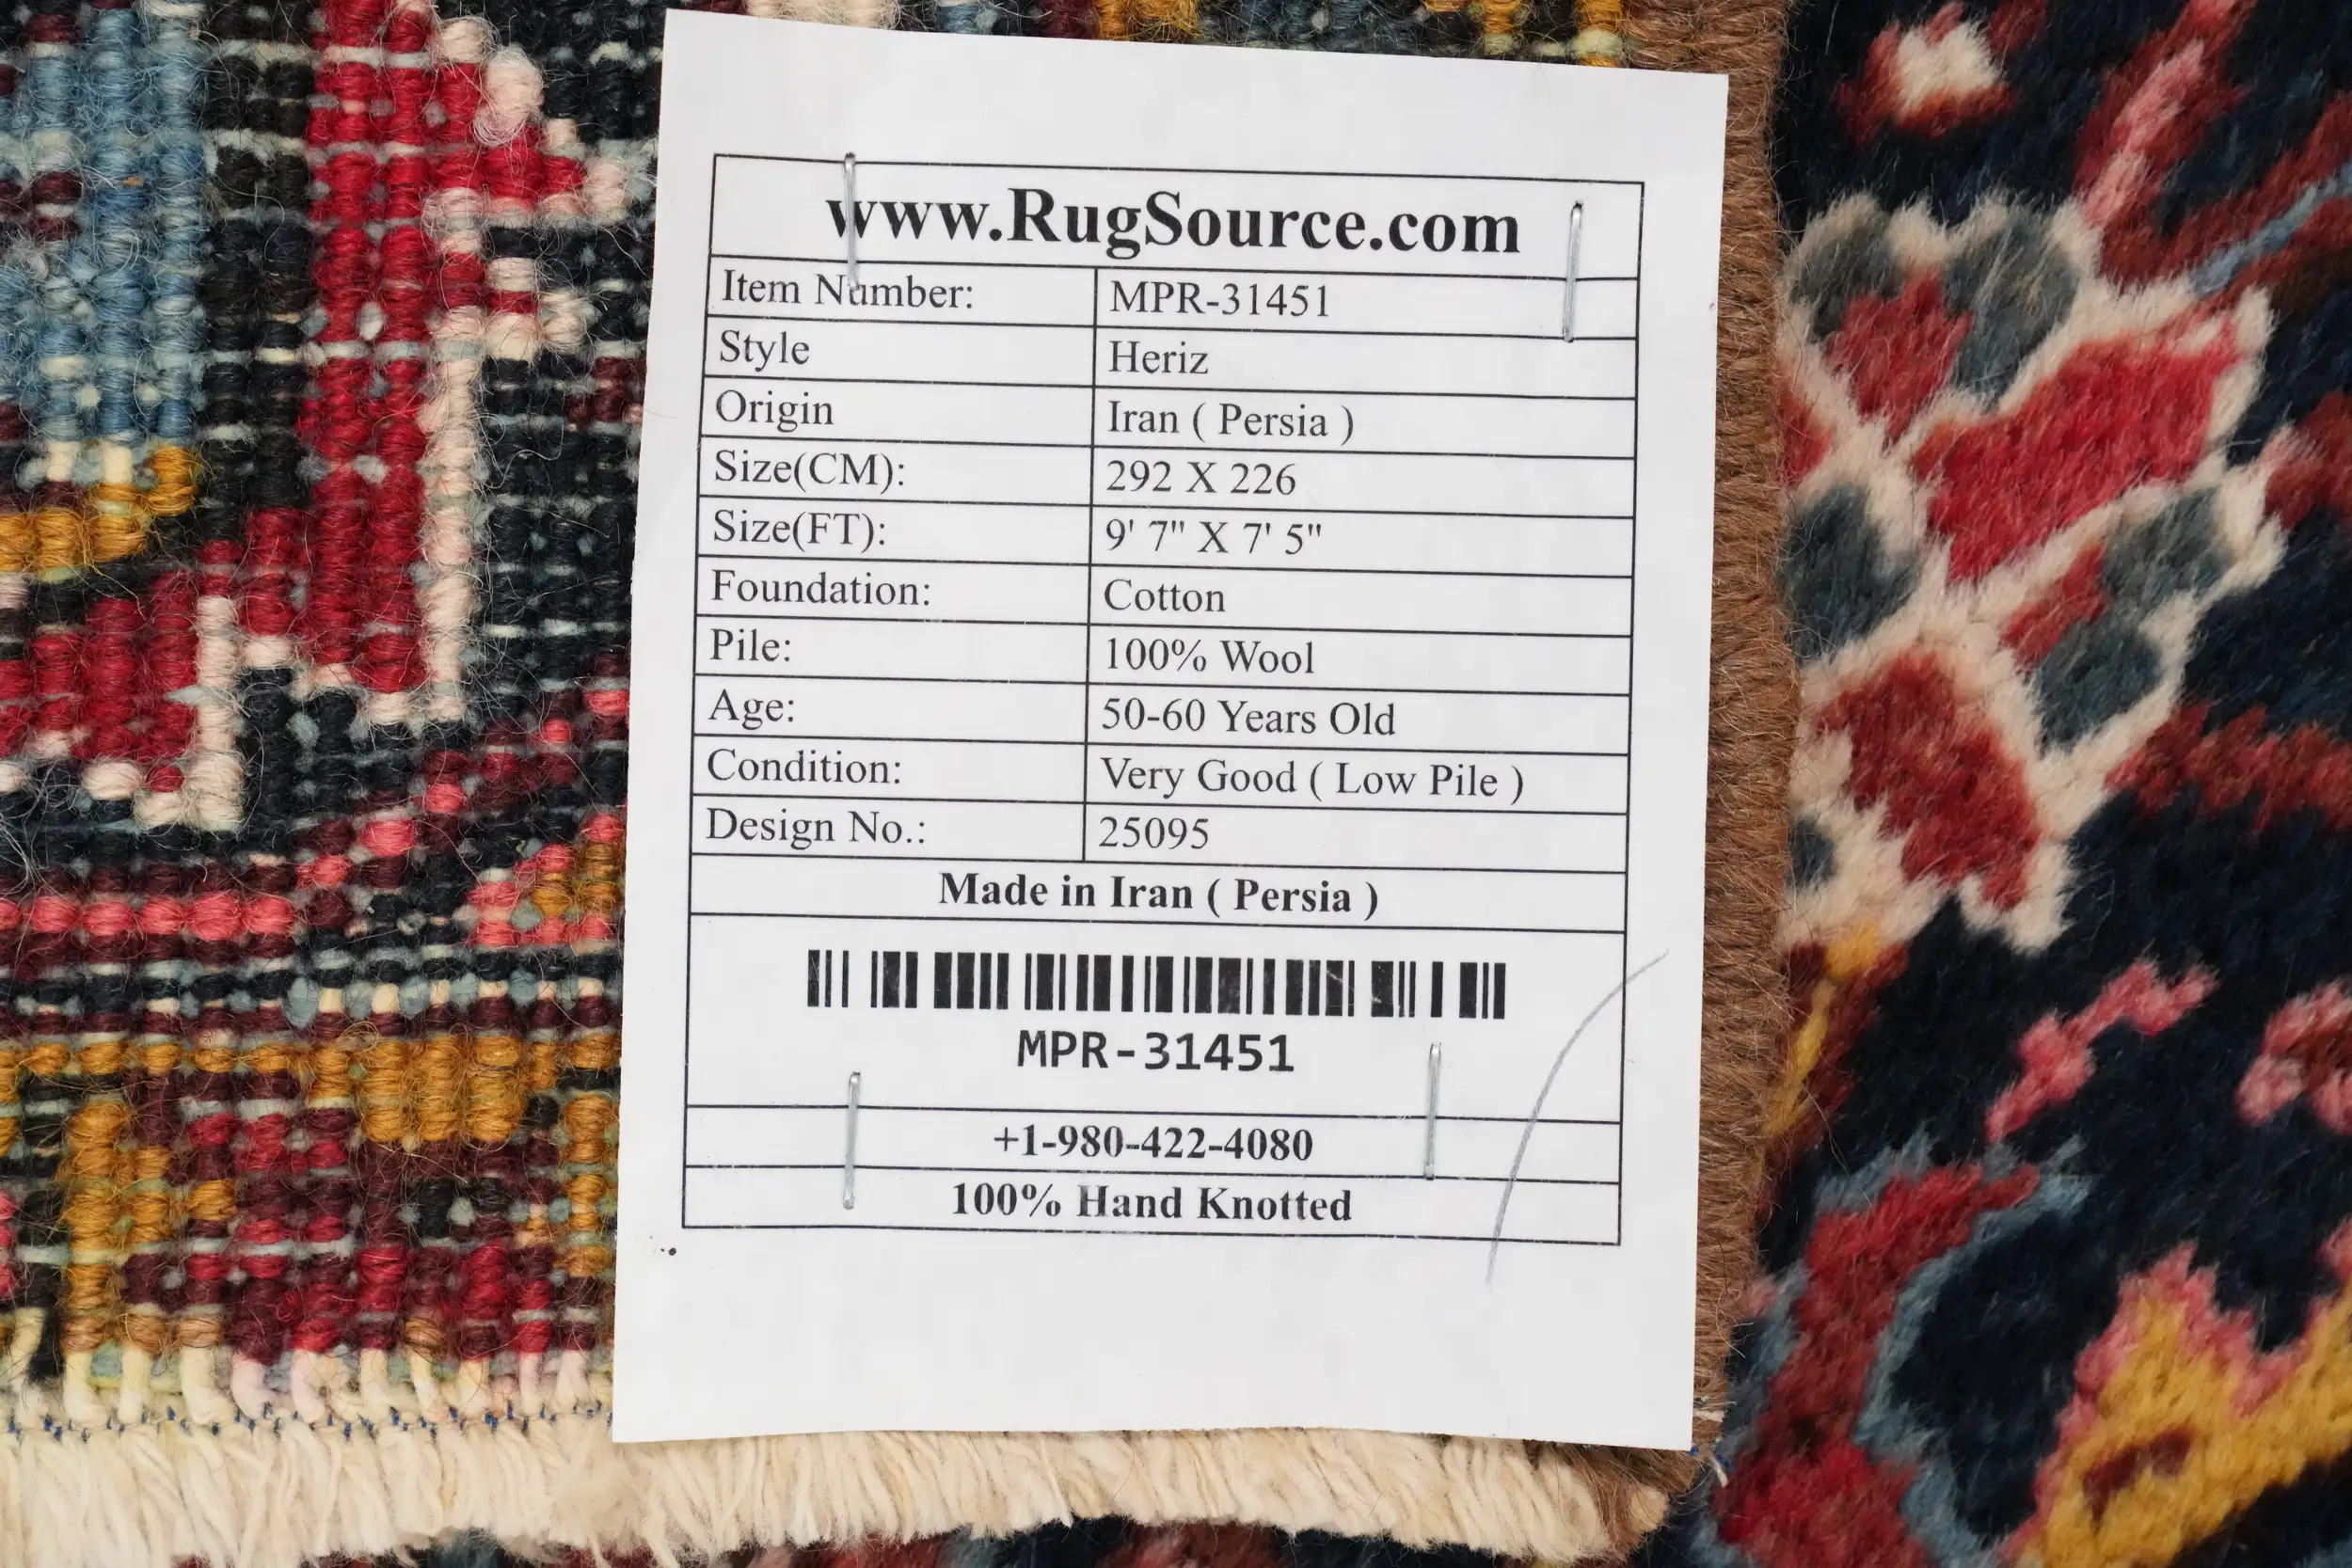 www.RugSource.com
Item Number: MPR-31451
Style Heriz
Origin Iran ( Persia )
Size(CM): 292 X 226
Size(FT): 9' 7" X 7' 5"
Foundation: Cotton
Pile: 100% Wool
Age: 50-60 Years Old
Condition: Very Good ( Low Pile )
Design No.: 25095
Made in Iran ( Persia )
MPR-31451
+1-980-422-4080
100% Hand Knotted